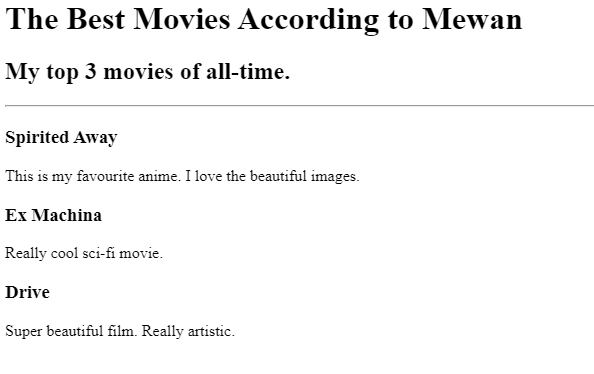 The Best Movies According to Mewan
My top 3 movies of all-time.
Spirited Away
This is my favourite anime. I love the beautiful images.
Ex Machina
Really cool sci-fi movie.
Drive
Super beautiful film. Really artistic.